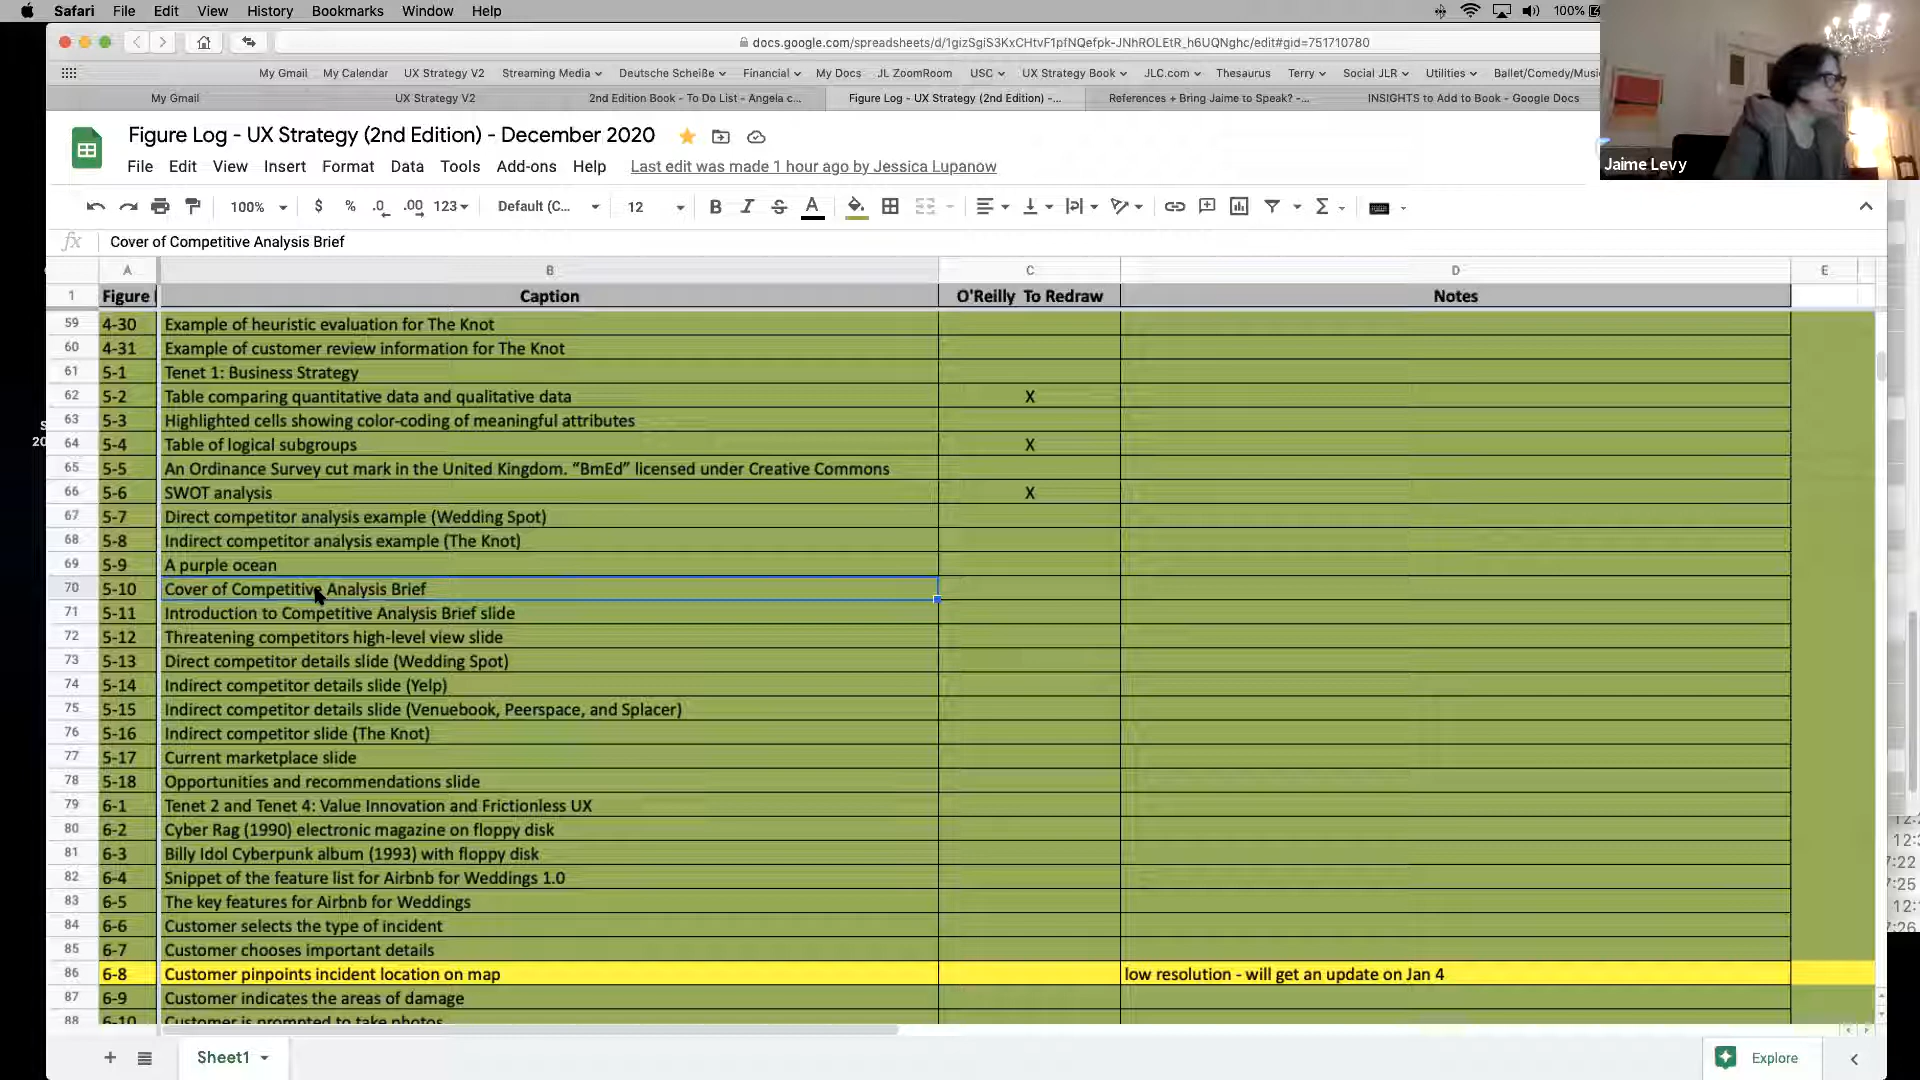 Safari File Edit View History Bookmarks Window Help 100%
docs.google.com/spreadsheets/d/1gizSgiS3KxCHtvF1pfNQefpk-JNhROLEtR_h6UQNghc/edit#gid=751710780
My Gmail My Calendar UX Strategy V2 Streaming Media Deutsche Scheiße Financial My Docs JL ZoomRoom USC UX Strategy Book JLC.com Thesaurus Terry Social JLR Utilities Ballet/Comedy/Musi
My Gmail UX Strategy V2 2nd Edition Book - To Do List - Angela c... Figure Log - UX Strategy (2nd Edition) -... References + Bring Jaime to Speak? -... INSIGHTS to Add to Book - Google Docs
Figure Log - UX Strategy (2nd Edition) - December 2020
Jaime Levy
File Edit View Insert Format Data Tools Add-ons Help Last edit was made 1 hour ago by Jessica Lupanow
100% $ % .0 .00 123 Default (C... 12 B I S A
fx Cover of Competitive Analysis Brief
A B C D E
1 Figure Caption O'Reilly To Redraw Notes
59 4-30 Example of heuristic evaluation for The Knot
60 4-31 Example of customer review information for The Knot
61 5-1 Tenet 1: Business Strategy
62 5-2 Table comparing quantitative data and qualitative data X
63 5-3 Highlighted cells showing color-coding of meaningful attributes
64 5-4 Table of logical subgroups X
65 5-5 An Ordinance Survey cut mark in the United Kingdom. “BmEd” licensed under Creative Commons
66 5-6 SWOT analysis X
67 5-7 Direct competitor analysis example (Wedding Spot)
68 5-8 Indirect competitor analysis example (The Knot)
69 5-9 A purple ocean
70 5-10 Cover of Competitive Analysis Brief
71 5-11 Introduction to Competitive Analysis Brief slide
72 5-12 Threatening competitors high-level view slide
73 5-13 Direct competitor details slide (Wedding Spot)
74 5-14 Indirect competitor details slide (Yelp)
75 5-15 Indirect competitor details slide (Venuebook, Peerspace, and Splacer)
76 5-16 Indirect competitor slide (The Knot)
77 5-17 Current marketplace slide
78 5-18 Opportunities and recommendations slide
79 6-1 Tenet 2 and Tenet 4: Value Innovation and Frictionless UX
80 6-2 Cyber Rag (1990) electronic magazine on floppy disk
81 6-3 Billy Idol Cyberpunk album (1993) with floppy disk
82 6-4 Snippet of the feature list for Airbnb for Weddings 1.0
83 6-5 The key features for Airbnb for Weddings
84 6-6 Customer selects the type of incident
85 6-7 Customer chooses important details
86 6-8 Customer pinpoints incident location on map low resolution - will get an update on Jan 4
87 6-9 Customer indicates the areas of damage
88 6-10 Customer is prompted to take photos
Sheet1 Explore